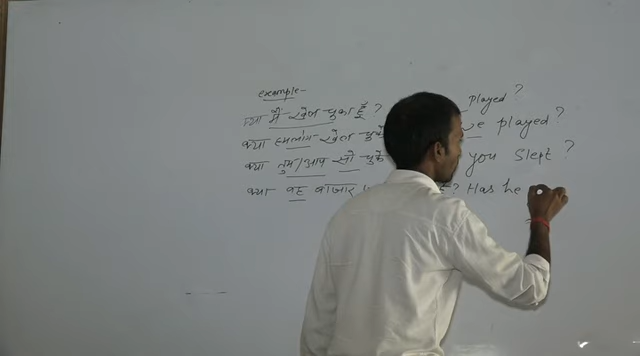 example-
क्या मैं खेल चुका हूँ ? played ?
क्या हमलोग खेल चुके played ?
क्या तुम/आप सो चुके you slept ?
क्या वह बाजार ? Has he